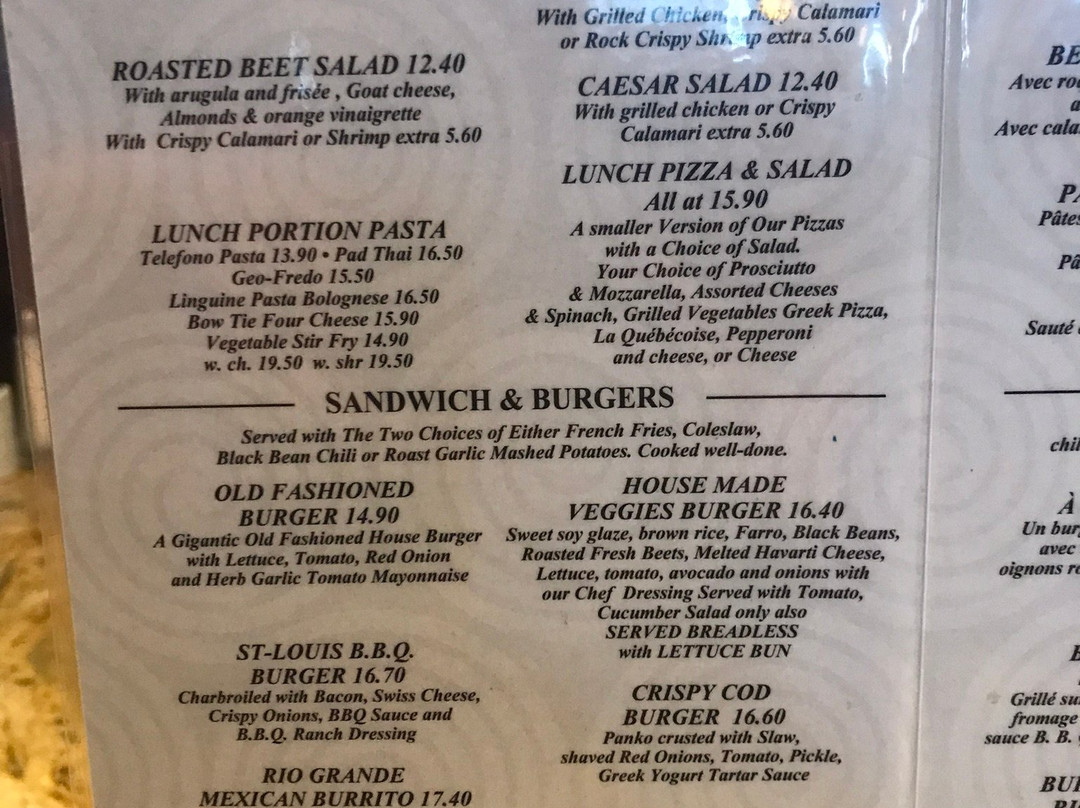 With Grilled Chicken, Crispy Calamari
or Rock Crispy Shrimp extra 5.60
ROASTED BEET SALAD 12.40
With arugula and frisée , Goat cheese,
Almonds & orange vinaigrette
With Crispy Calamari or Shrimp extra 5.60
CAESAR SALAD 12.40
With grilled chicken or Crispy
Calamari extra 5.60
LUNCH PORTION PASTA
Telefono Pasta 13.90 • Pad Thai 16.50
Geo-Fredo 15.50
Linguine Pasta Bolognese 16.50
Bow Tie Four Cheese 15.90
Vegetable Stir Fry 14.90
w. ch. 19.50 w. shr 19.50
LUNCH PIZZA & SALAD
All at 15.90
A smaller Version of Our Pizzas
with a Choice of Salad.
Your Choice of Prosciutto
& Mozzarella, Assorted Cheeses
& Spinach, Grilled Vegetables Greek Pizza,
La Québécoise, Pepperoni
and cheese, or Cheese
SANDWICH & BURGERS
Served with The Two Choices of Either French Fries, Coleslaw,
Black Bean Chili or Roast Garlic Mashed Potatoes. Cooked well-done.
OLD FASHIONED
BURGER 14.90
A Gigantic Old Fashioned House Burger
with Lettuce, Tomato, Red Onion
and Herb Garlic Tomato Mayonnaise
ST-LOUIS B.B.Q.
BURGER 16.70
Charbroiled with Bacon, Swiss Cheese,
Crispy Onions, BBQ Sauce and
B.B.Q. Ranch Dressing
RIO GRANDE
MEXICAN BURRITO 17.40
HOUSE MADE
VEGGIES BURGER 16.40
Sweet soy glaze, brown rice, Farro, Black Beans,
Roasted Fresh Beets, Melted Havarti Cheese,
Lettuce, tomato, avocado and onions with
our Chef Dressing Served with Tomato,
Cucumber Salad only also
SERVED BREADLESS
with LETTUCE BUN
CRISPY COD
BURGER 16.60
Panko crusted with Slaw,
shaved Red Onions, Tomato, Pickle,
Greek Yogurt Tartar Sauce
Avec
Avec
Pâtes
Sauté
À
Un
avec
oignons
Grillé
fromage
sauce B. B.